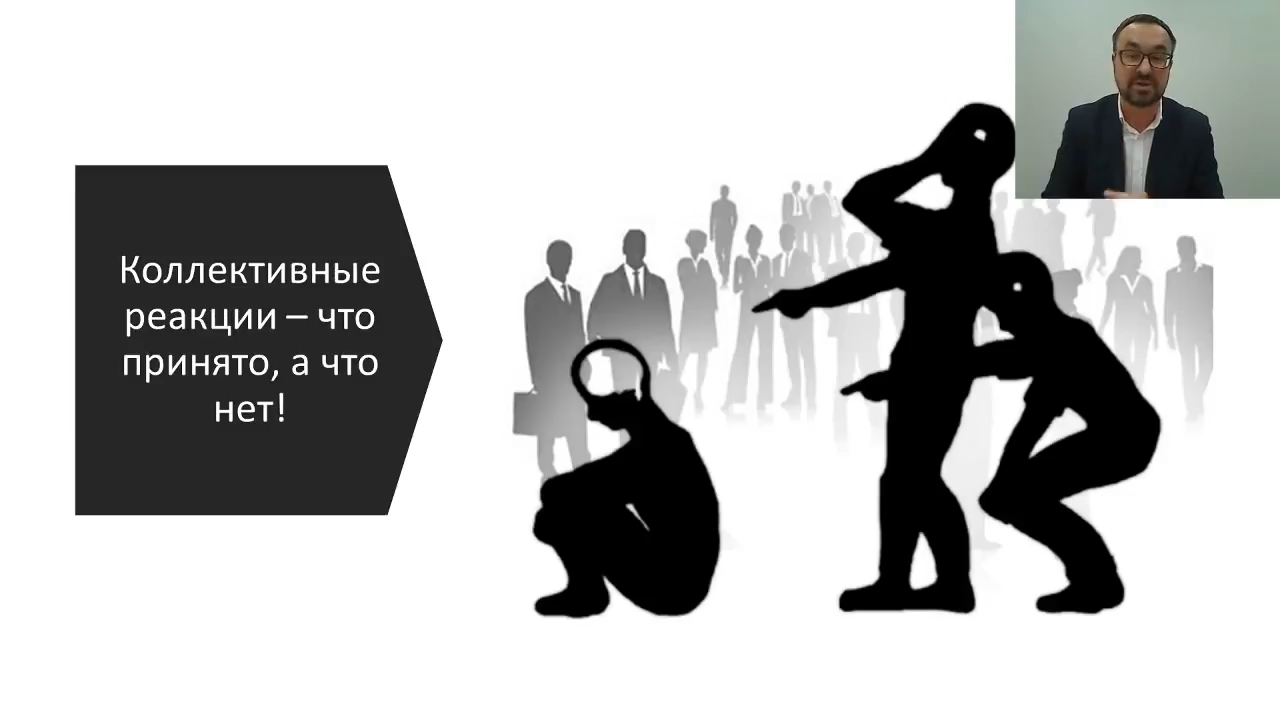 Коллективные
реакции – что
принято, а что
нет!